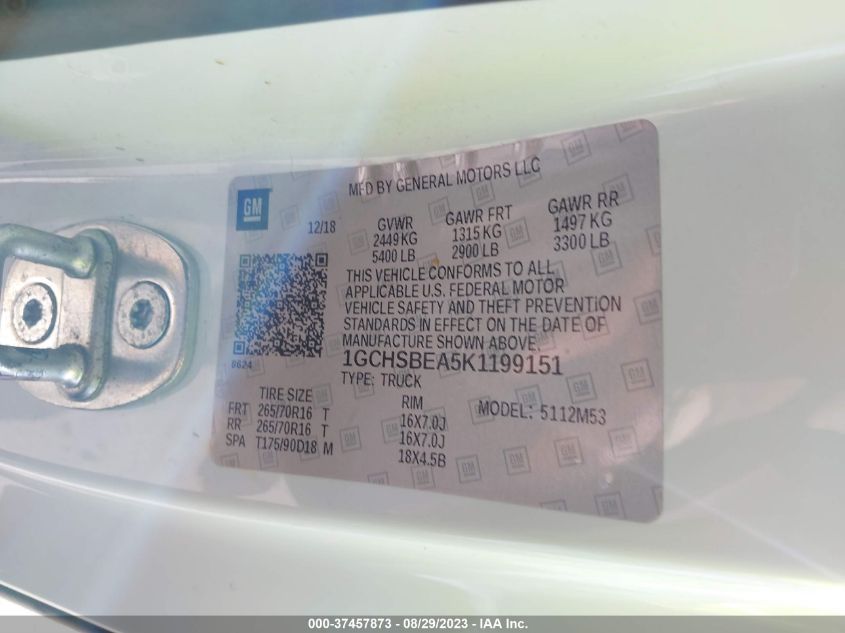 MFD BY GENERAL MOTORS LLC
GM
12/18
GVWR GAWR FRT GAWR RR
2449 KG 1315 KG 1497 KG
5400 LB 2900 LB 3300 LB
THIS VEHICLE CONFORMS TO ALL
APPLICABLE U.S. FEDERAL MOTOR
VEHICLE SAFETY AND THEFT PREVENTION
STANDARDS IN EFFECT ON THE DATE OF
MANUFACTURE SHOWN ABOVE.
0624
1GCHSBEA5K1199151
TYPE: TRUCK
TIRE SIZE RIM MODEL: 5112M53
FRT 265/70R16 T 16X7.0J
RR 265/70R16 T 16X7.0J
SPA T175/90D18 M 18X4.5B
000-37457873 - 08/29/2023 - Copyright © 2023 IAA, Inc.